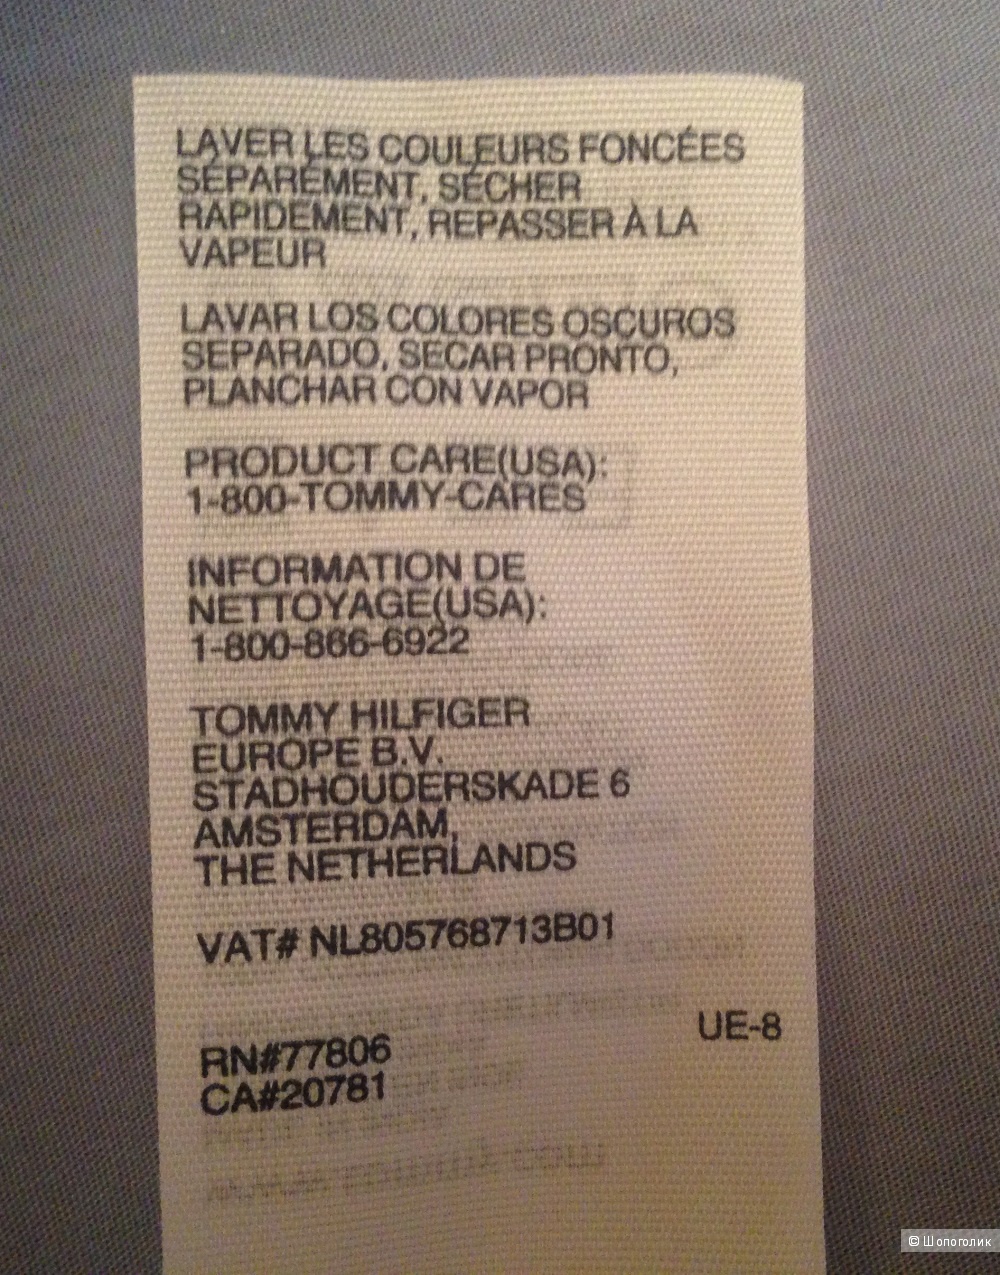 LAVER LES COULEURS FONCÉES
SÉPARÉMENT, SÉCHER
RAPIDEMENT, REPASSER À LA
VAPEUR
LAVAR LOS COLORES OSCUROS
SEPARADO, SECAR PRONTO,
PLANCHAR CON VAPOR
PRODUCT CARE(USA):
1-800-TOMMY-CARES
INFORMATION DE
NETTOYAGE(USA):
1-800-866-6922
TOMMY HILFIGER
EUROPE B.V.
STADHOUDERSKADE 6
AMSTERDAM,
THE NETHERLANDS
VAT# NL805768713B01
UE-8
RN#77806
CA#20781
© Шопоголик